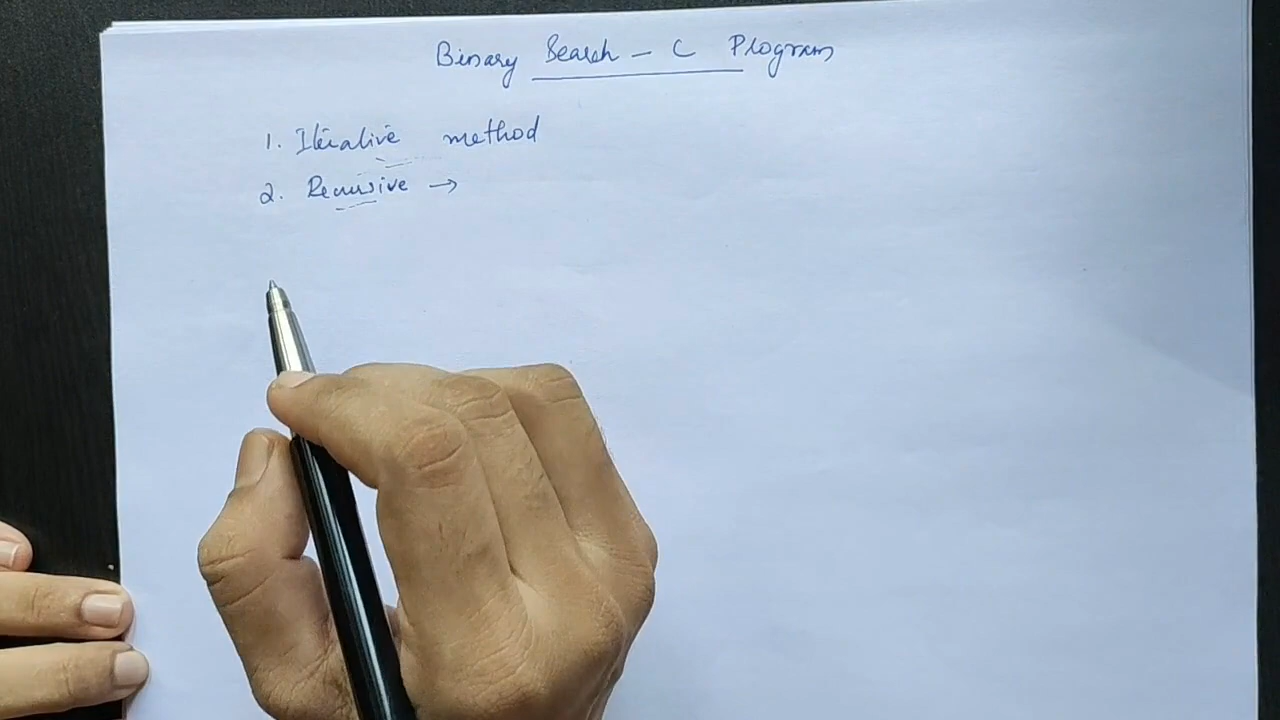 Binary Search - C Program
1. Iterative method
2. Recursive →